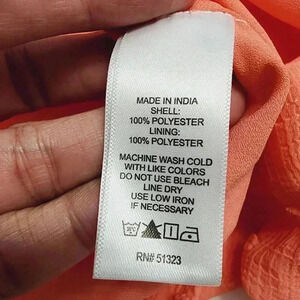 MADE IN INDIA
SHELL:
100% POLYESTER
LINING:
100% POLYESTER
MACHINE WASH COLD
WITH LIKE COLORS
DO NOT USE BLEACH
LINE DRY
USE LOW IRON
IF NECESSARY
RN# 51323